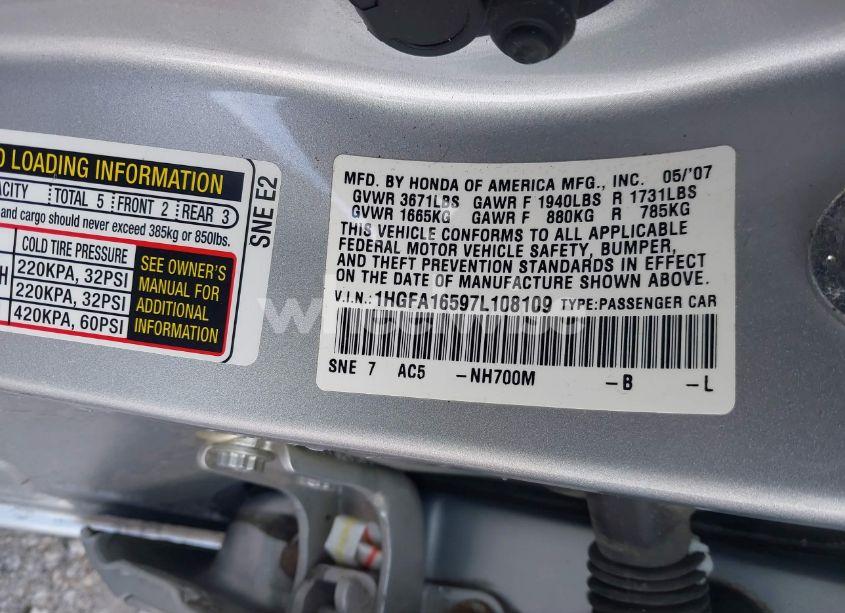 LOADING INFORMATION
TOTAL 5 FRONT 2 REAR 3
and cargo should never exceed 385kg or 850lbs.
COLD TIRE PRESSURE
220KPA, 32PSI
220KPA, 32PSI
420KPA, 60PSI
SEE OWNER'S
MANUAL FOR
ADDITIONAL
INFORMATION
SNE E2
MFD. BY HONDA OF AMERICA MFG., INC. 05/'07
GVWR 3671LBS GAWR F 1940LBS R 1731LBS
GVWR 1665KG GAWR F 880KG R 785KG
THIS VEHICLE CONFORMS TO ALL APPLICABLE
FEDERAL MOTOR VEHICLE SAFETY, BUMPER,
AND THEFT PREVENTION STANDARDS IN EFFECT
ON THE DATE OF MANUFACTURE SHOWN ABOVE.
V.I.N.: 1HGFA16597L108109 TYPE:PASSENGER CAR
SNE 7 AC5 -NH700M -B -L